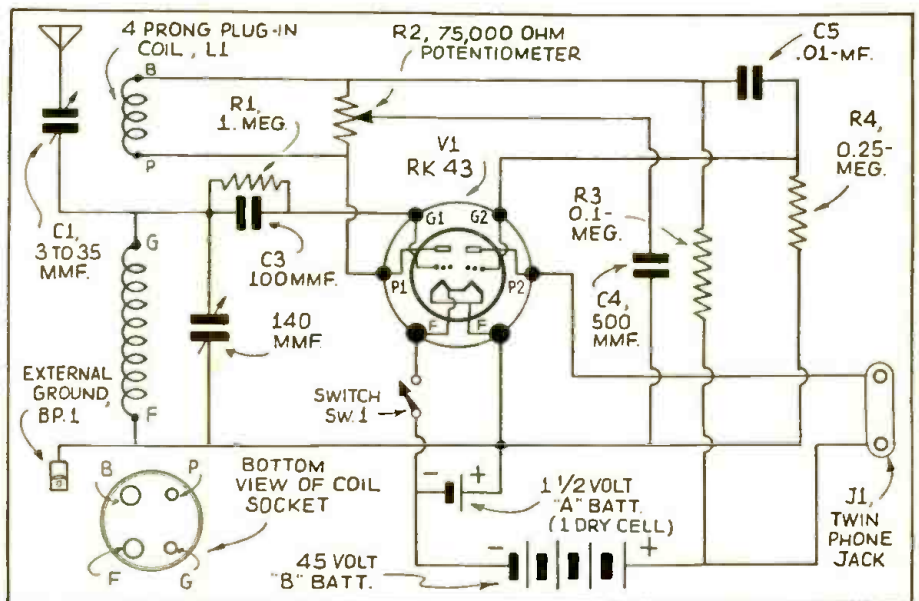 4 PRONG PLUG-IN
COIL, L1
R2, 75,000 OHM
POTENTIOMETER
C5
.01-MF.
B
P
R1,
1. MEG.
V1
RK 43
R4,
0.25-
MEG.
R3
0.1-
MEG.
G1
G2
P1
P2
F
F
C1,
3 TO 35
MMF.
G
C3
100 MMF.
C4,
500
MMF.
140
MMF.
EXTERNAL
GROUND,
BP.1
F
SWITCH
SW.1
B
P
F
G
BOTTOM
VIEW OF COIL
SOCKET
- +
1 1/2 VOLT
"A" BATT.
(1 DRY CELL)
- +
45 VOLT
"B" BATT.
J1,
TWIN
PHONE
JACK